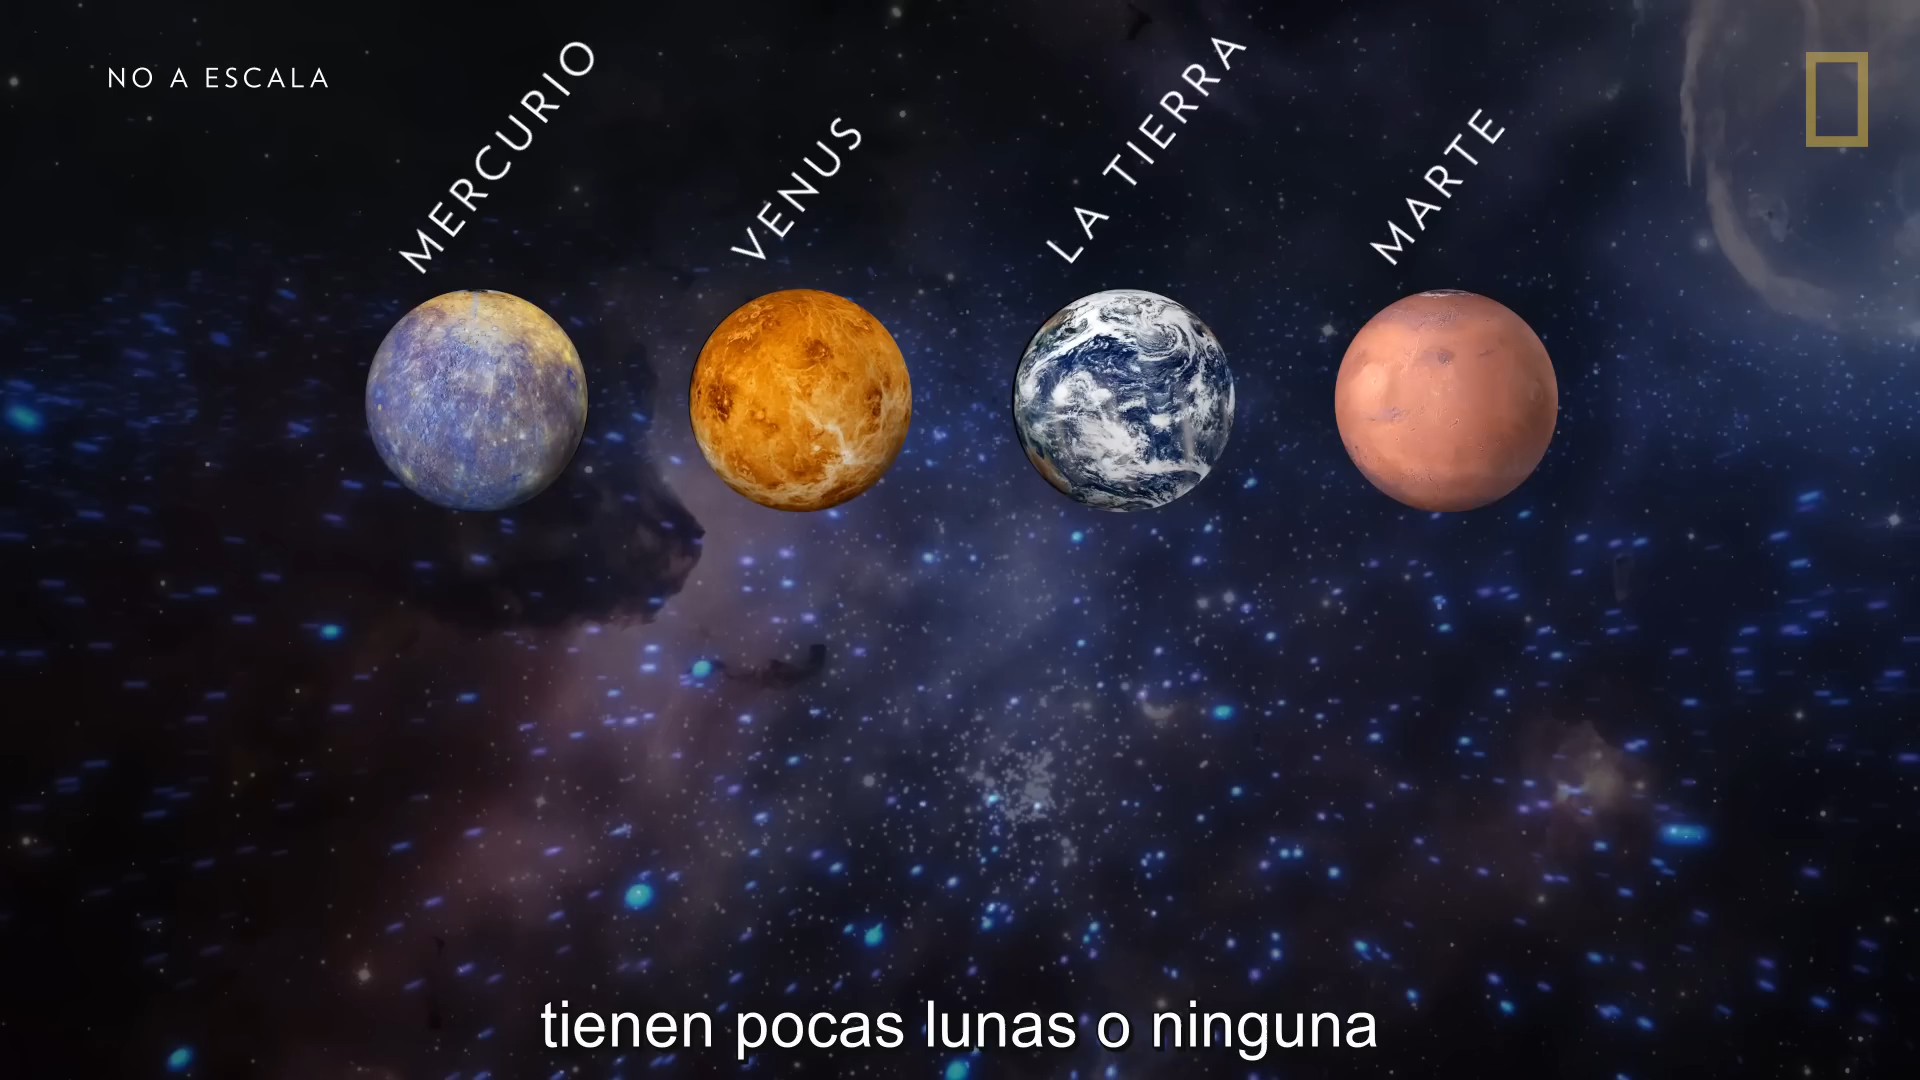 NO A ESCALA
MERCURIO
VENUS
LA TIERRA
MARTE
tienen pocas lunas o ninguna